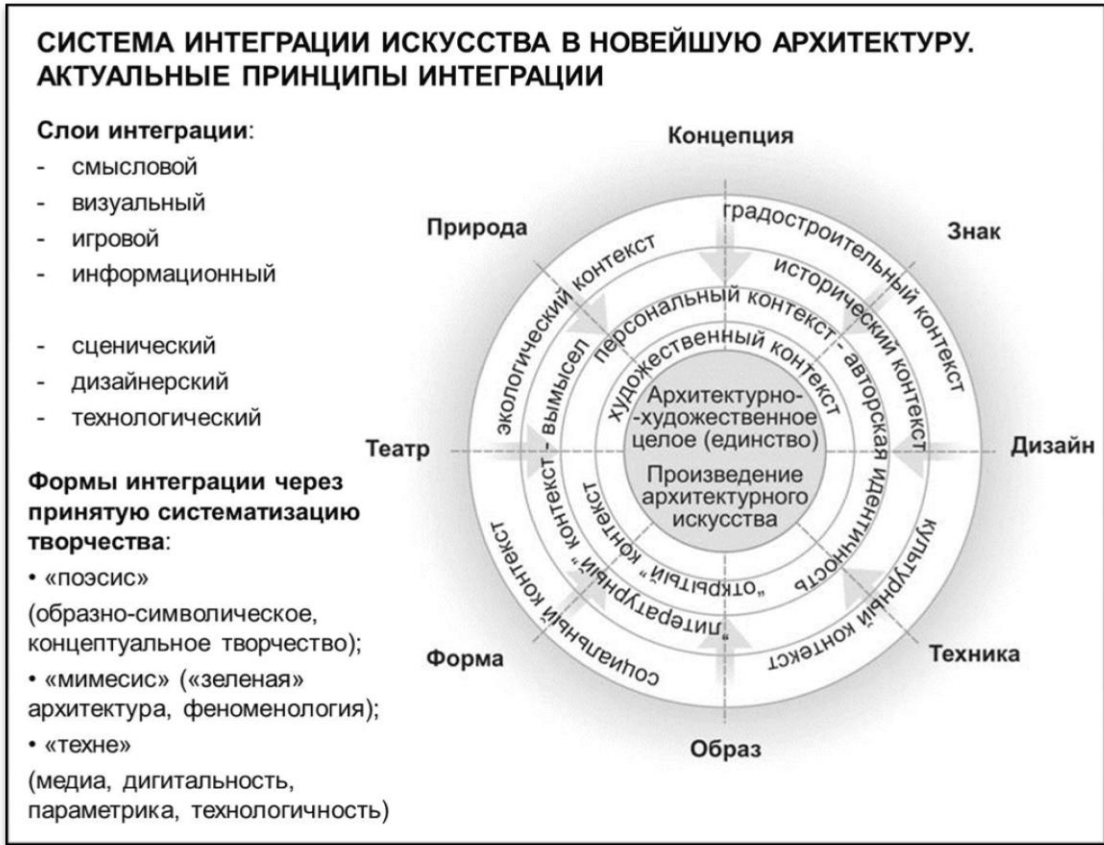 СИСТЕМА ИНТЕГРАЦИИ ИСКУССТВА В НОВЕЙШУЮ АРХИТЕКТУРУ.
АКТУАЛЬНЫЕ ПРИНЦИПЫ ИНТЕГРАЦИИ
Слои интеграции:
- смысловой
- визуальный
- игровой
- информационный
- сценический
- дизайнерский
- технологический
Формы интеграции через
принятую систематизацию
творчества:
• «поэсис»
(образно-символическое,
концептуальное творчество);
• «мимесис» («зеленая»
архитектура, феноменология);
• «техне»
(медиа, дигитальность,
параметрика, технологичность)
Концепция
Знак
Дизайн
Техника
Образ
Форма
Театр
Природа
градостроительный контекст
культурный контекст
социальный контекст
экологический контекст
исторический контекст
"литературный" контекст - вымысел
персональный контекст - авторская идентичность
художественный контекст
"открытый" контекст
Архитектурно-
-художественное
целое (единство)
Произведение
архитектурного
искусства